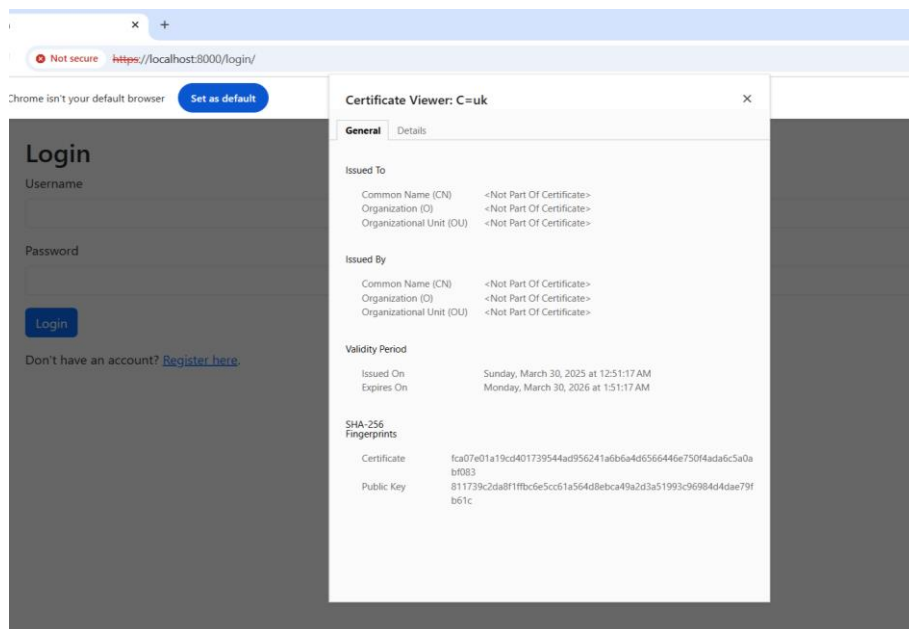 × +
Not secure https://localhost:8000/login/
Chrome isn't your default browser Set as default
Certificate Viewer: C=uk ×
General Details
Login
Username
Password
Login
Don't have an account? Register here.
Issued To
Common Name (CN) <Not Part Of Certificate>
Organization (O) <Not Part Of Certificate>
Organizational Unit (OU) <Not Part Of Certificate>
Issued By
Common Name (CN) <Not Part Of Certificate>
Organization (O) <Not Part Of Certificate>
Organizational Unit (OU) <Not Part Of Certificate>
Validity Period
Issued On Sunday, March 30, 2025 at 12:51:17 AM
Expires On Monday, March 30, 2026 at 1:51:17 AM
SHA-256
Fingerprints
Certificate fca07e01a19cd401739544ad956241a6b6a4d6566446e750f4ada6c5a0a
bf083
Public Key 811739c2da8f1ffbc6e5cc61a564d8ebca49a2d3a51993c96984d4dae79f
b61c